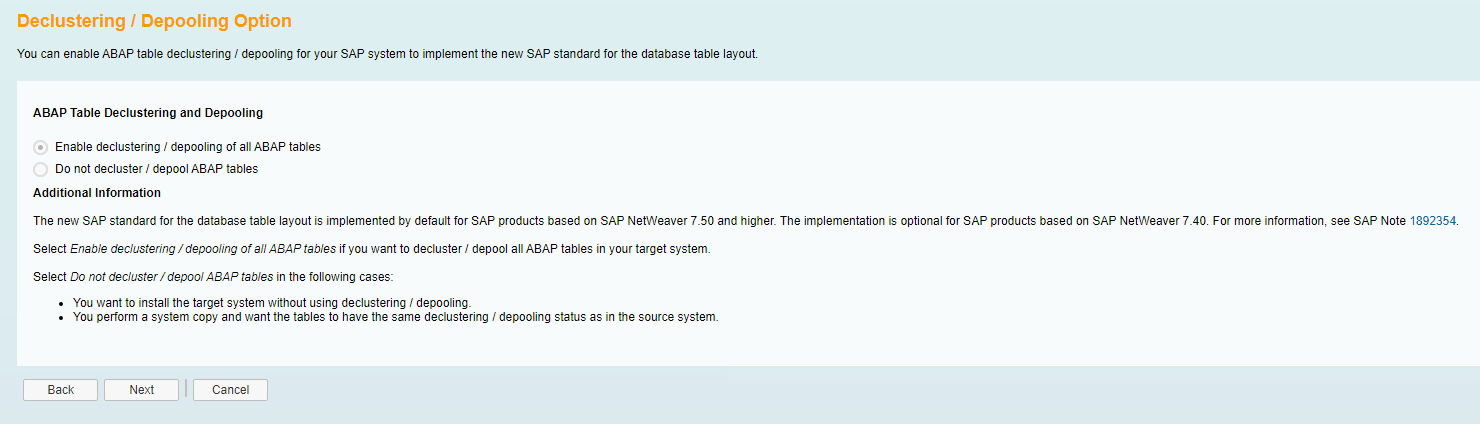 Declustering / Depooling Option
You can enable ABAP table declustering / depooling for your SAP system to implement the new SAP standard for the database table layout.
ABAP Table Declustering and Depooling
Enable declustering / depooling of all ABAP tables
Do not decluster / depool ABAP tables
Additional Information
The new SAP standard for the database table layout is implemented by default for SAP products based on SAP NetWeaver 7.50 and higher. The implementation is optional for SAP products based on SAP NetWeaver 7.40. For more information, see SAP Note 1892354.
Select Enable declustering / depooling of all ABAP tables if you want to decluster / depool all ABAP tables in your target system.
Select Do not decluster / depool ABAP tables in the following cases:
• You want to install the target system without using declustering / depooling.
• You perform a system copy and want the tables to have the same declustering / depooling status as in the source system.
Back Next Cancel